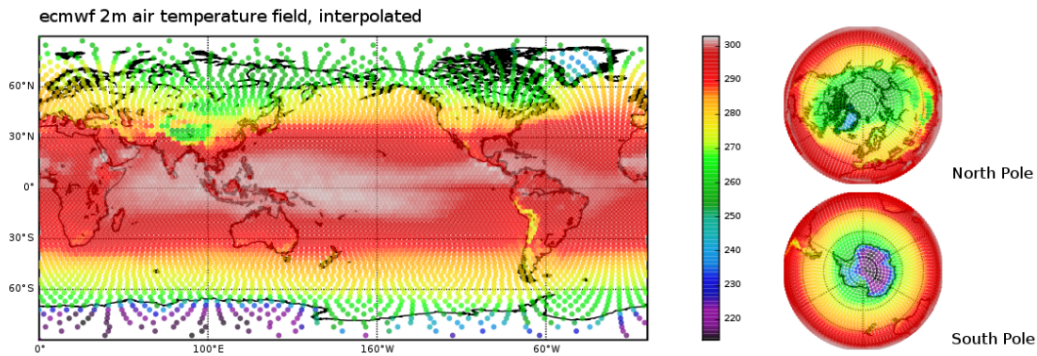 ecmwf 2m air temperature field, interpolated
60°N
30°N
0°
30°S
60°S
0°
100°E
160°W
60°W
300
290
280
270
260
250
240
230
220
North Pole
South Pole